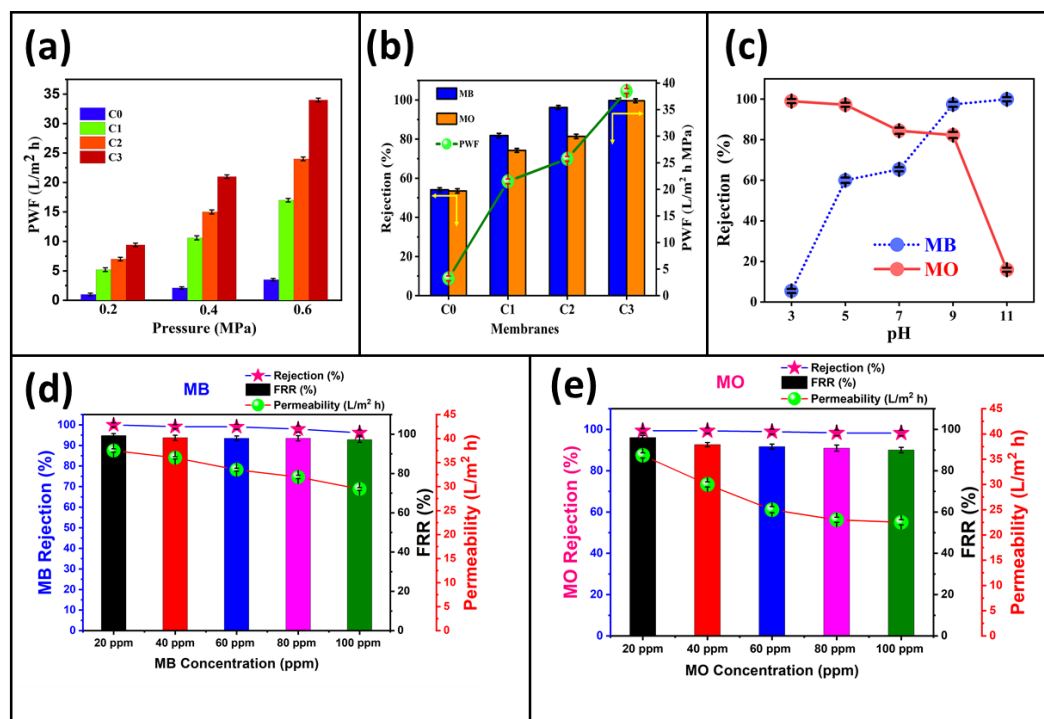 (a)
PWF (L/m² h)
35
30
25
20
15
10
5
0
C0
C1
C2
C3
0.2 0.4 0.6
Pressure (MPa)
(b)
Rejection (%)
100
80
60
40
20
0
MB
MO
PWF
40
35
30
25
20
15
10
5
0
PWF (L/m² h MPa)
C0 C1 C2 C3
Membranes
(c)
Rejection (%)
100
80
60
40
20
0
MB
MO
3 5 7 9 11
pH
(d)
MB
Rejection (%)
FRR (%)
Permeability (L/m² h)
MB Rejection (%)
100
90
80
70
60
50
40
30
20
10
0
100
80
60
40
20
0
FRR (%)
45
40
35
30
25
20
15
10
5
0
Permeability (L/m² h)
20 ppm 40 ppm 60 ppm 80 ppm 100 ppm
MB Concentration (ppm)
(e)
MO
Rejection (%)
FRR (%)
Permeability (L/m² h)
MO Rejection (%)
100
90
80
70
60
50
40
30
20
10
0
100
80
60
40
20
0
FRR (%)
45
40
35
30
25
20
15
10
5
0
Permeability (L/m² h)
20 ppm 40 ppm 60 ppm 80 ppm 100 ppm
MO Concentration (ppm)